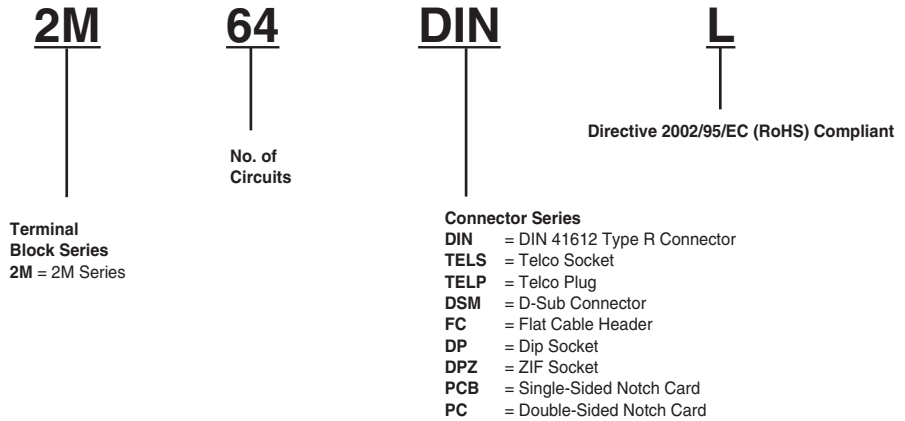 2M 64 DIN L
Directive 2002/95/EC (RoHS) Compliant
No. of
Circuits
Terminal
Block Series
2M = 2M Series
Connector Series
DIN = DIN 41612 Type R Connector
TELS = Telco Socket
TELP = Telco Plug
DSM = D-Sub Connector
FC = Flat Cable Header
DP = Dip Socket
DPZ = ZIF Socket
PCB = Single-Sided Notch Card
PC = Double-Sided Notch Card